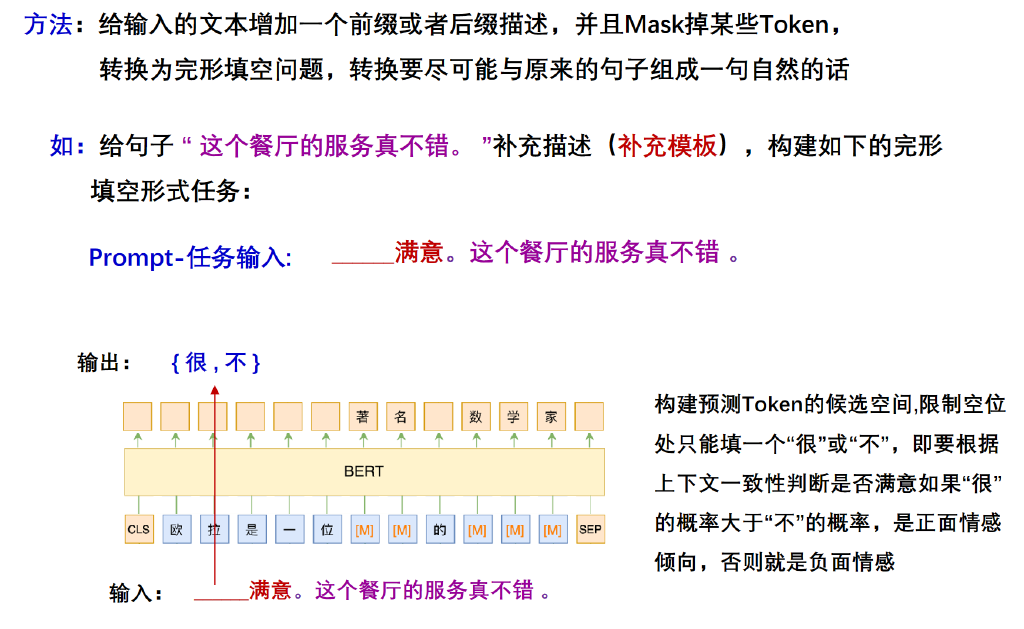 方法：给输入的文本增加一个前缀或者后缀描述，并且Mask掉某些Token，
转换为完形填空问题，转换要尽可能与原来的句子组成一句自然的话
如：给句子“ 这个餐厅的服务真不错。 ”补充描述（补充模板），构建如下的完形
填空形式任务：
Prompt-任务输入: ______满意。这个餐厅的服务真不错 。
输出： { 很 , 不 }
著 名 数 学 家
BERT
CLS 欧 拉 是 一 位 [M] [M] 的 [M] [M] [M] SEP
输入： ______满意。这个餐厅的服务真不错 。
构建预测Token的候选空间,限制空位
处只能填一个“很”或“不”，即要根据
上下文一致性判断是否满意如果“很”
的概率大于“不”的概率，是正面情感
倾向，否则就是负面情感